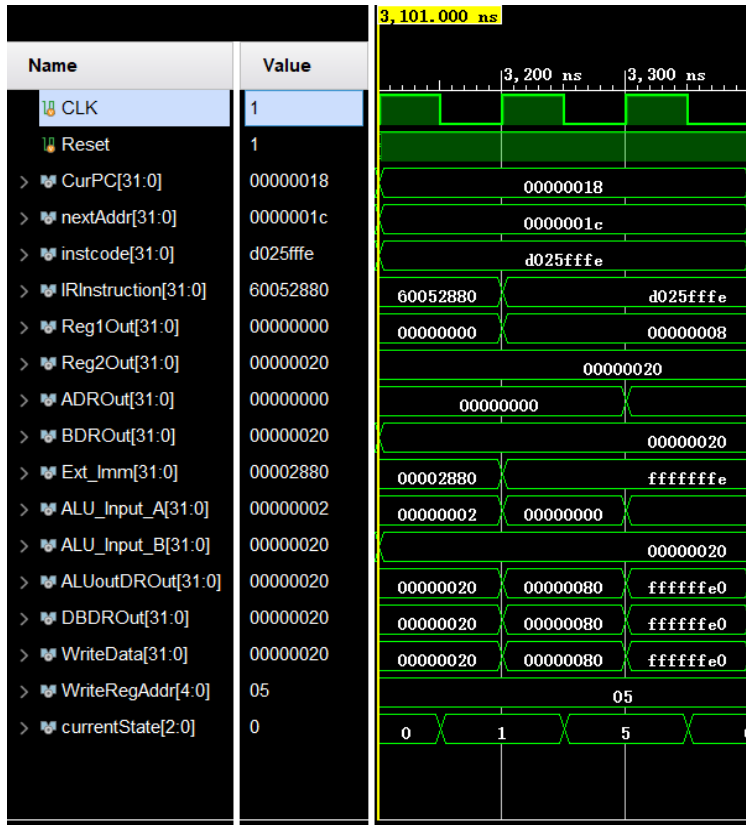 3,101.000 ns
Name Value
3,200 ns 3,300 ns
CLK 1
Reset 1
CurPC[31:0] 00000018 00000018
nextAddr[31:0] 0000001c 0000001c
instcode[31:0] d025fffe d025fffe
IRInstruction[31:0] 60052880 60052880 d025fffe
Reg1Out[31:0] 00000000 00000000 00000008
Reg2Out[31:0] 00000020 00000020
ADROut[31:0] 00000000 00000000
BDROut[31:0] 00000020 00000020
Ext_Imm[31:0] 00002880 00002880 fffffffe
ALU_Input_A[31:0] 00000002 00000002 00000000
ALU_Input_B[31:0] 00000020 00000020
ALUoutDROut[31:0] 00000020 00000020 00000080 ffffffe0
DBDROut[31:0] 00000020 00000020 00000080 ffffffe0
WriteData[31:0] 00000020 00000020 00000080 ffffffe0
WriteRegAddr[4:0] 05 05
currentState[2:0] 0 0 1 5